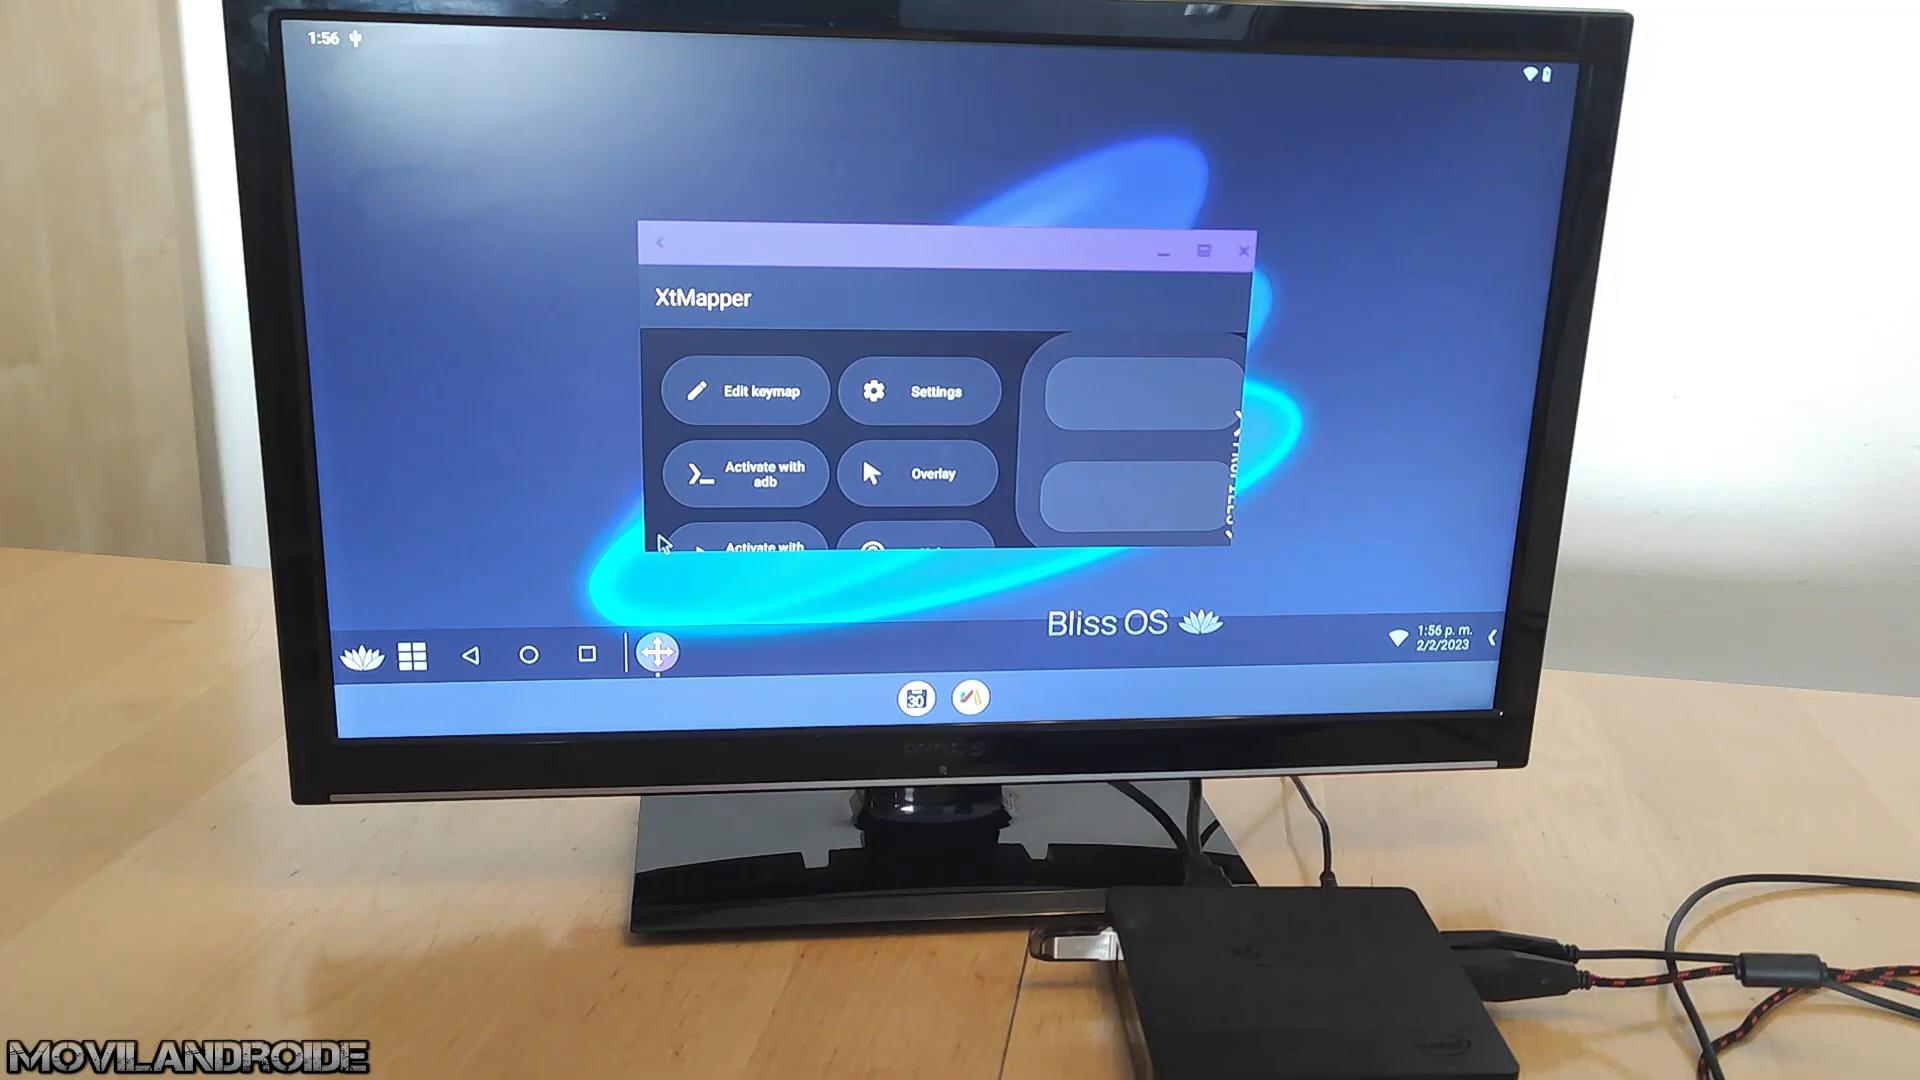 1:56
XtMapper
Edit keymap
Settings
Activate with
adb
Overlay
Activate with
Bliss OS
1:56 p. m.
2/2/2023
30
MOVILANDROIDE